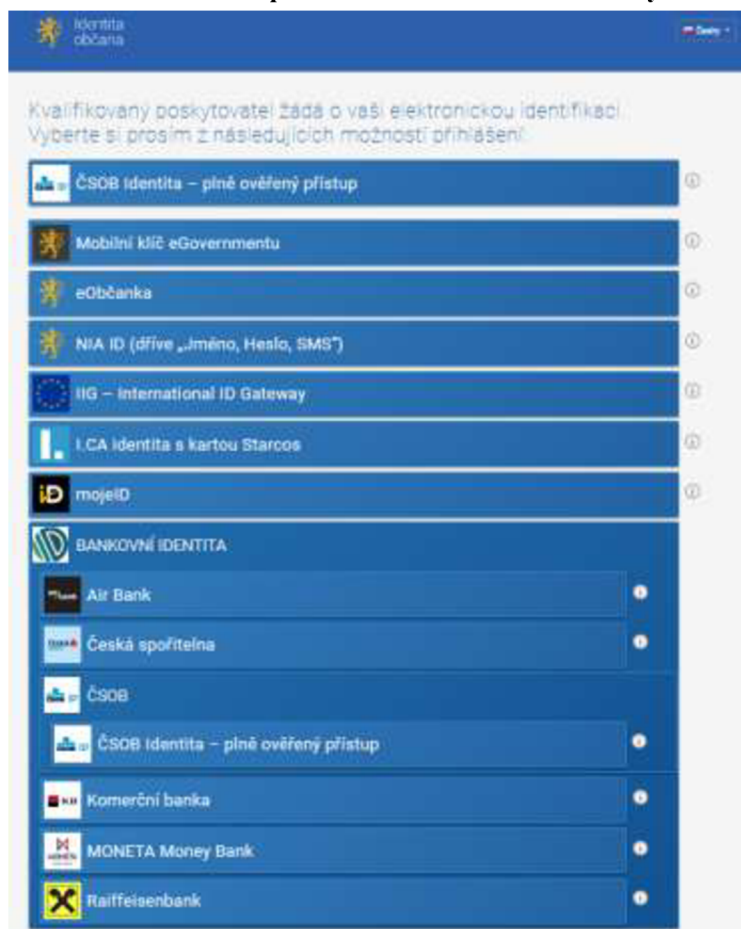 Identita
občana
Česky
Kvalifikovaný poskytovatel žádá o vaši elektronickou identifikaci.
Vyberte si prosím z následujících možností přihlášení:
ČSOB Identita – plně ověřený přístup
Mobilní klíč eGovernmentu
eObčanka
NIA ID (dříve „Jméno, Heslo, SMS“)
IIG – International ID Gateway
I.CA identita s kartou Starcos
mojeID
BANKOVNÍ IDENTITA
Air Bank
Česká spořitelna
ČSOB
ČSOB Identita – plně ověřený přístup
KB Komerční banka
MONETA Money Bank
Raiffeisenbank